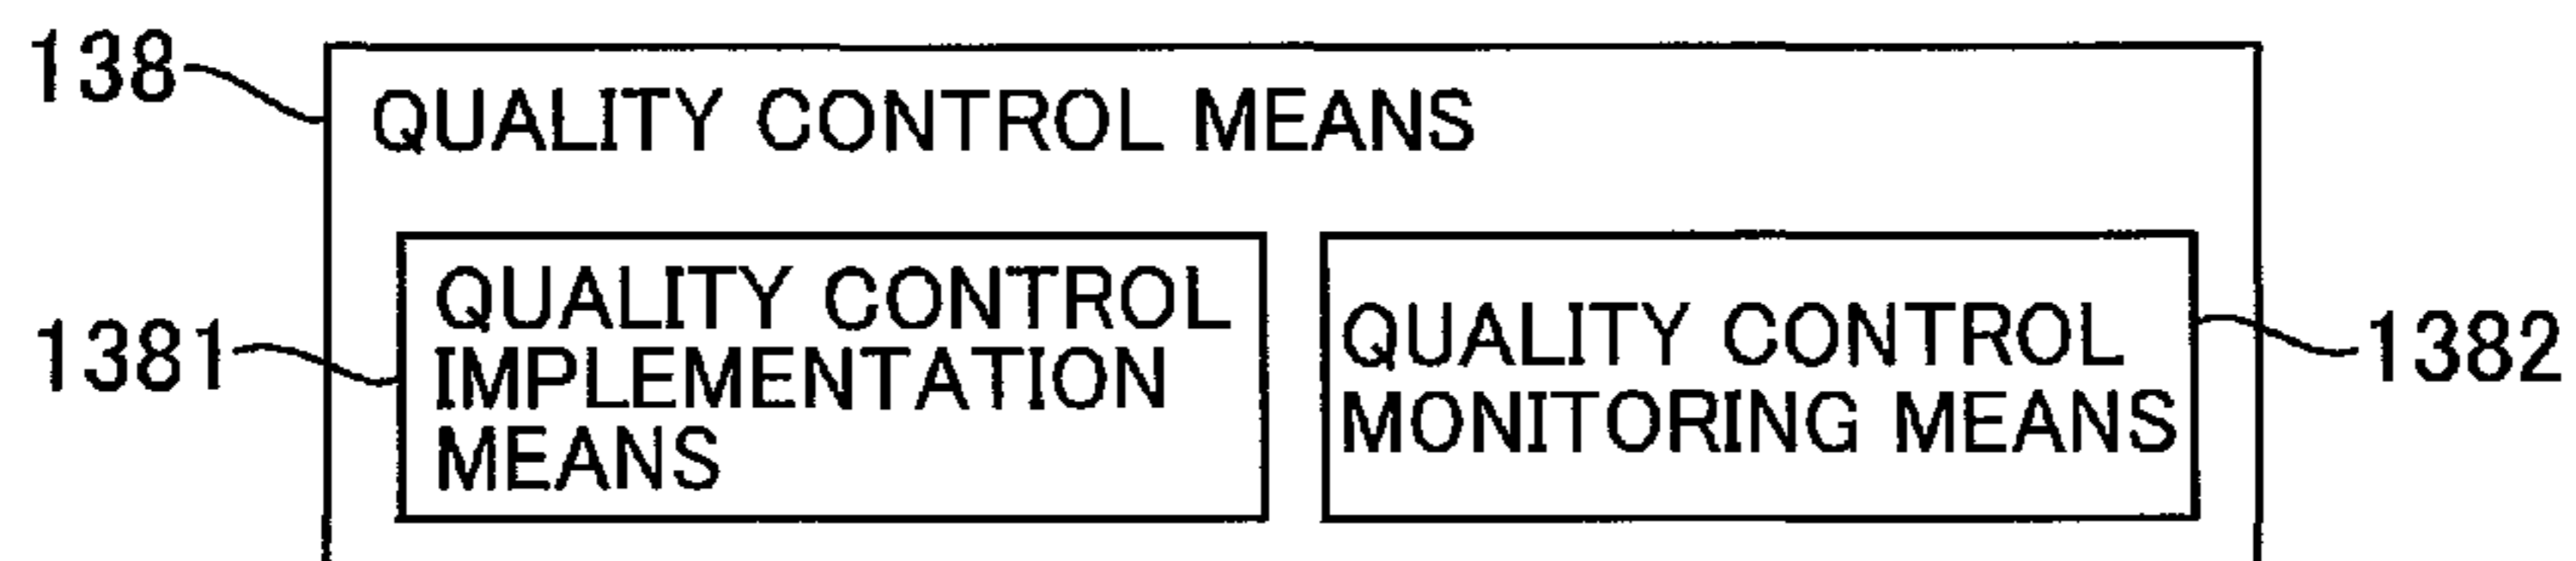 138
QUALITY CONTROL MEANS
1381
QUALITY CONTROL
IMPLEMENTATION
MEANS
QUALITY CONTROL
MONITORING MEANS
1382